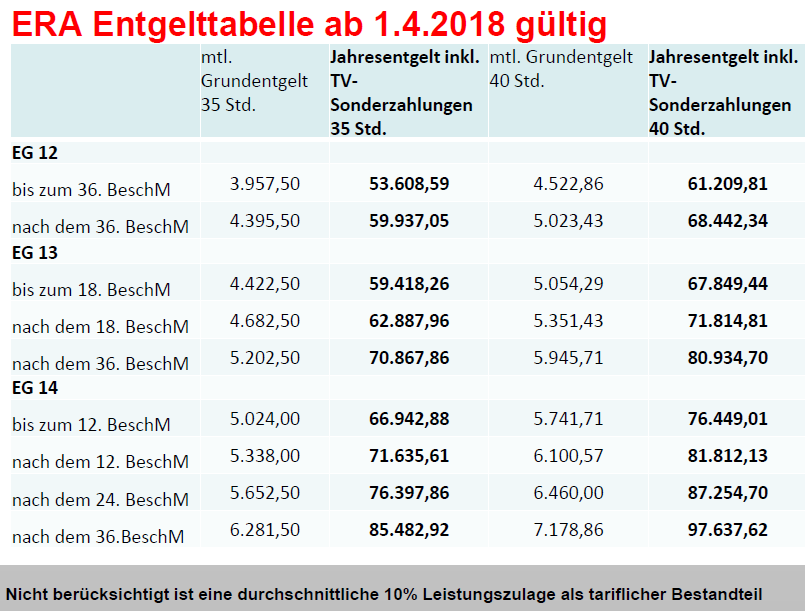 ERA Entgelttabelle ab 1.4.2018 gültig
mtl. Grundentgelt 35 Std.
Jahresentgelt inkl. TV-Sonderzahlungen 35 Std.
mtl. Grundentgelt 40 Std.
Jahresentgelt inkl. TV-Sonderzahlungen 40 Std.
EG 12
bis zum 36. BeschM 3.957,50 53.608,59 4.522,86 61.209,81
nach dem 36. BeschM 4.395,50 59.937,05 5.023,43 68.442,34
EG 13
bis zum 18. BeschM 4.422,50 59.418,26 5.054,29 67.849,44
nach dem 18. BeschM 4.682,50 62.887,96 5.351,43 71.814,81
nach dem 36. BeschM 5.202,50 70.867,86 5.945,71 80.934,70
EG 14
bis zum 12. BeschM 5.024,00 66.942,88 5.741,71 76.449,01
nach dem 12. BeschM 5.338,00 71.635,61 6.100,57 81.812,13
nach dem 24. BeschM 5.652,50 76.397,86 6.460,00 87.254,70
nach dem 36.BeschM 6.281,50 85.482,92 7.178,86 97.637,62
Nicht berücksichtigt ist eine durchschnittliche 10% Leistungszulage als tariflicher Bestandteil